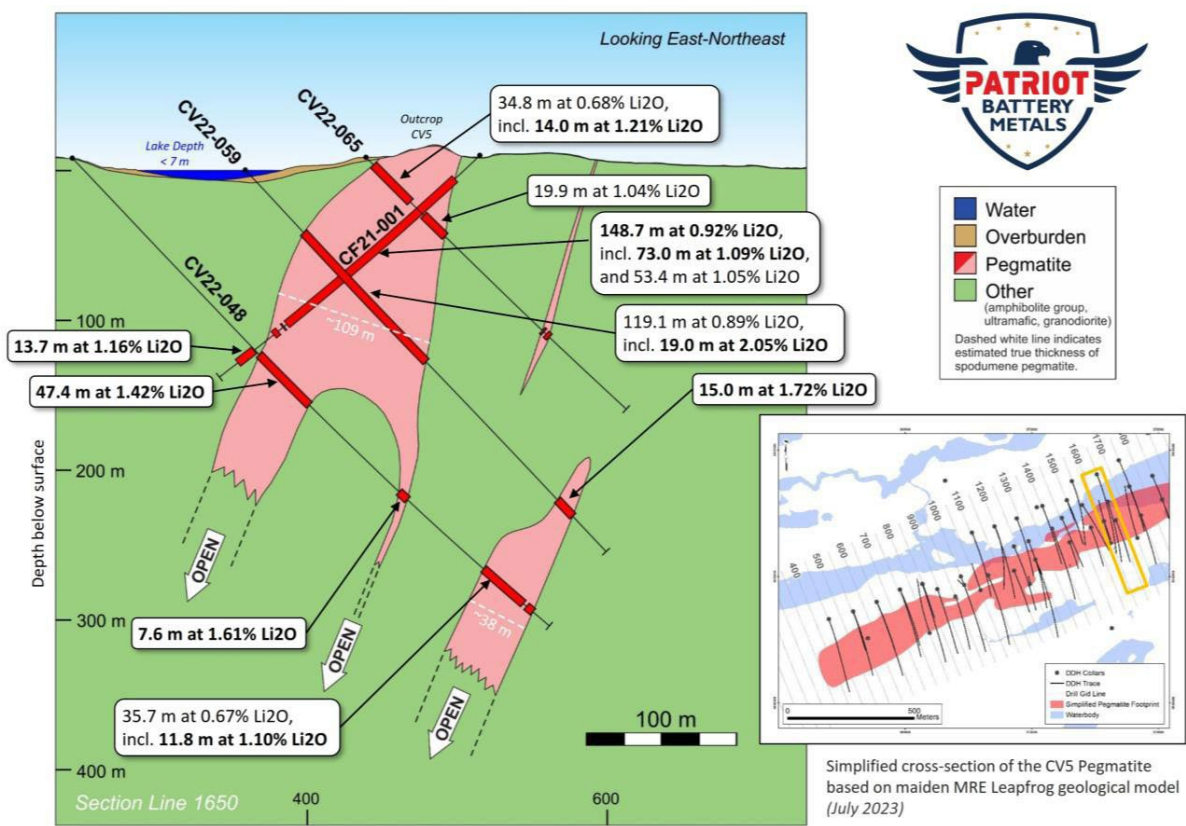 Looking East-Northeast
PATRIOT
BATTERY
METALS
CV22-059
CV22-065
Lake Depth
< 7 m
Outcrop
CV5
34.8 m at 0.68% Li2O,
incl. 14.0 m at 1.21% Li2O
19.9 m at 1.04% Li2O
CF21-001
148.7 m at 0.92% Li2O,
incl. 73.0 m at 1.09% Li2O,
and 53.4 m at 1.05% Li2O
CV22-048
100 m
~109 m
119.1 m at 0.89% Li2O,
incl. 19.0 m at 2.05% Li2O
13.7 m at 1.16% Li2O
47.4 m at 1.42% Li2O
15.0 m at 1.72% Li2O
Water
Overburden
Pegmatite
Other
(amphibolite group,
ultramafic, granodiorite)
Dashed white line indicates
estimated true thickness of
spodumene pegmatite.
Depth below surface
200 m
OPEN
300 m
7.6 m at 1.61% Li2O
OPEN
~38 m
35.7 m at 0.67% Li2O,
incl. 11.8 m at 1.10% Li2O
OPEN
100 m
400 m
Section Line 1650
400
600
400
500
600
700
800
900
1000
1100
1200
1300
1400
1500
1600
1700
DDH Collars
DDH Trace
Drill Gid Line
Simplified Pegmatite Footprint
Waterbody
0
500
Meters
Simplified cross-section of the CV5 Pegmatite
based on maiden MRE Leapfrog geological model
(July 2023)